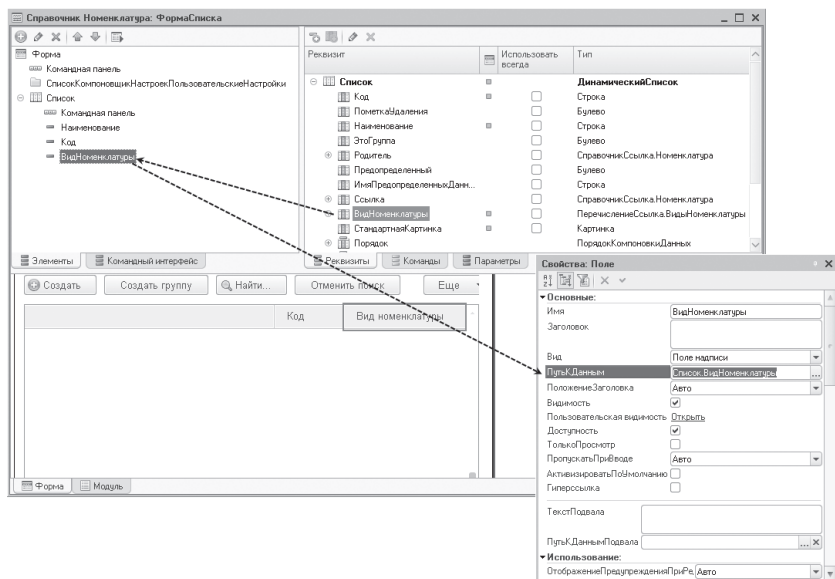 Справочник Номенклатура: ФормаСписка
Форма
Командная панель
СписокКомпоновщикНастроекПользовательскиеНастройки
Список
Командная панель
Наименование
Код
ВидНоменклатуры
Элементы
Командный интерфейс
Реквизит
Использовать
всегда
Тип
Список ДинамическийСписок
Код Строка
ПометкаУдаления Булево
Наименование Строка
ЭтоГруппа Булево
Родитель СправочникСсылка.Номенклатура
Предопределенный Булево
ИмяПредопределенныхДанн... Строка
Ссылка СправочникСсылка.Номенклатура
ВидНоменклатуры ПеречислениеСсылка.ВидыНоменклатуры
СтандартнаяКартинка Картинка
Порядок ПорядокКомпоновкиДанных
Реквизиты
Команды
Параметры
Создать
Создать группу
Найти...
Отменить поиск
Еще
Код
Вид номенклатуры
Форма
Модуль
Свойства: Поле
Основные:
Имя ВидНоменклатуры
Заголовок
Вид Поле надписи
ПутьКДанным Список.ВидНоменклатуры ...
ПоложениеЗаголовка Авто
Видимость
Пользовательская видимость Открыть
Доступность
ТолькоПросмотр
ПропускатьПриВводе Авто
АктивизироватьПоУмолчанию
Гиперссылка
ТекстПодвала
ПутьКДаннымПодвала ...
Использование:
ОтображениеПредупрежденияПриРе Авто